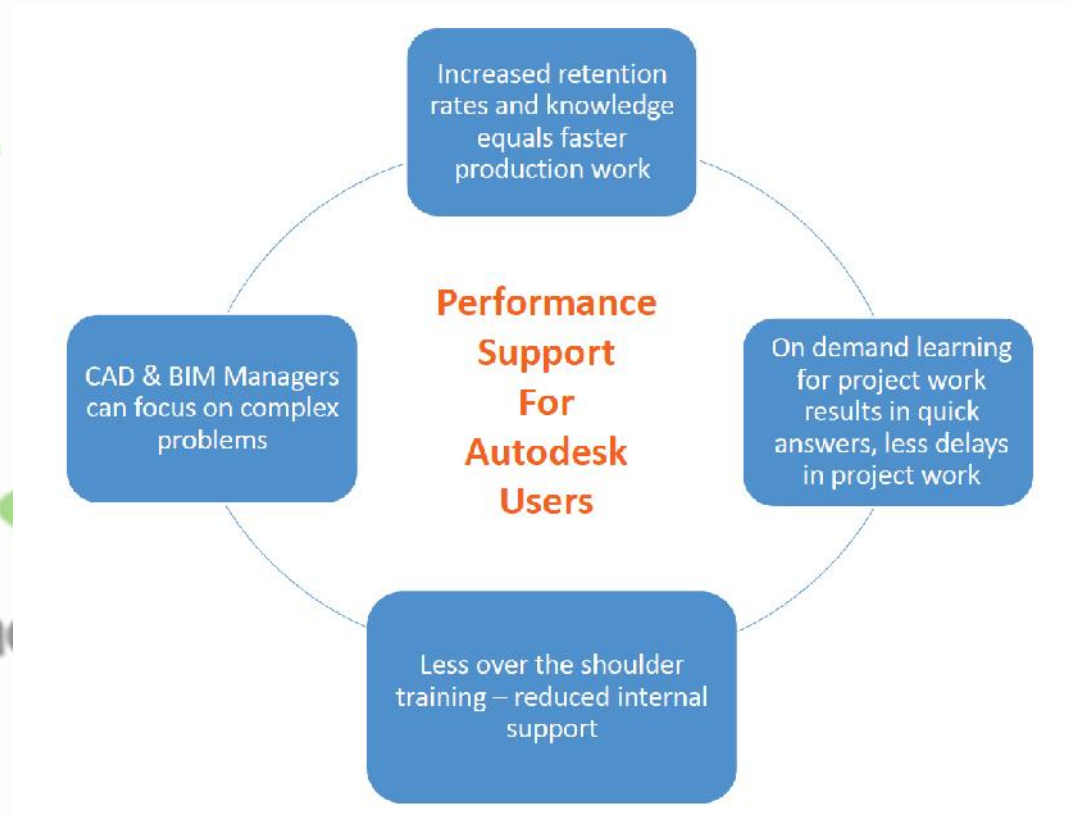 Increased retention
rates and knowledge
equals faster
production work
Performance
Support
For
Autodesk
Users
CAD & BIM Managers
can focus on complex
problems
On demand learning
for project work
results in quick
answers, less delays
in project work
Less over the shoulder
training – reduced internal
support